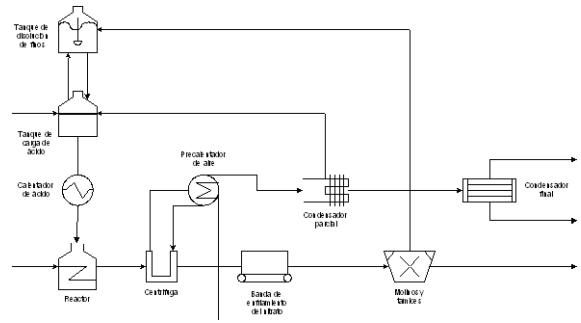 Tanque de
disolución
de finos
Tanque de
carga de
ácido
Calentador
de ácido
Precalentador
de aire
Condensador
parcial
Condensador
final
Reactor
Centrífuga
Banda de
enfriamiento
del nitrato
Molinos y
tamices